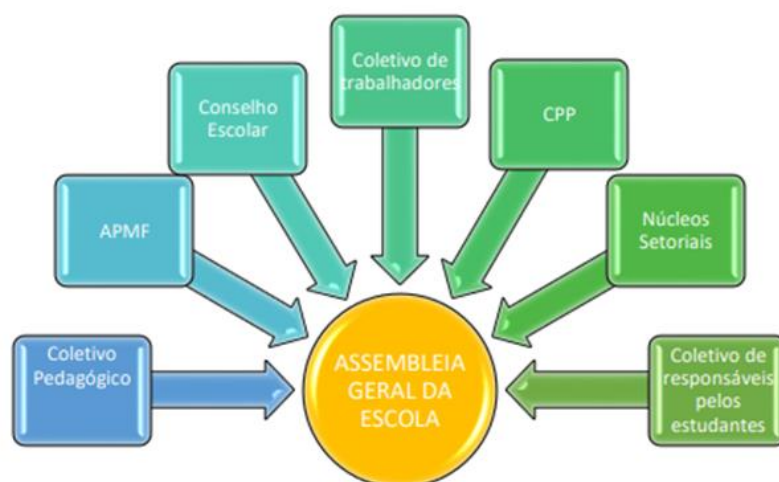 Coletivo de
trabalhadores
Conselho
Escolar
CPP
APMF
Núcleos
Setoriais
Coletivo
Pedagógico
ASSEMBLEIA
GERAL DA
ESCOLA
Coletivo de
responsáveis
pelos
estudantes